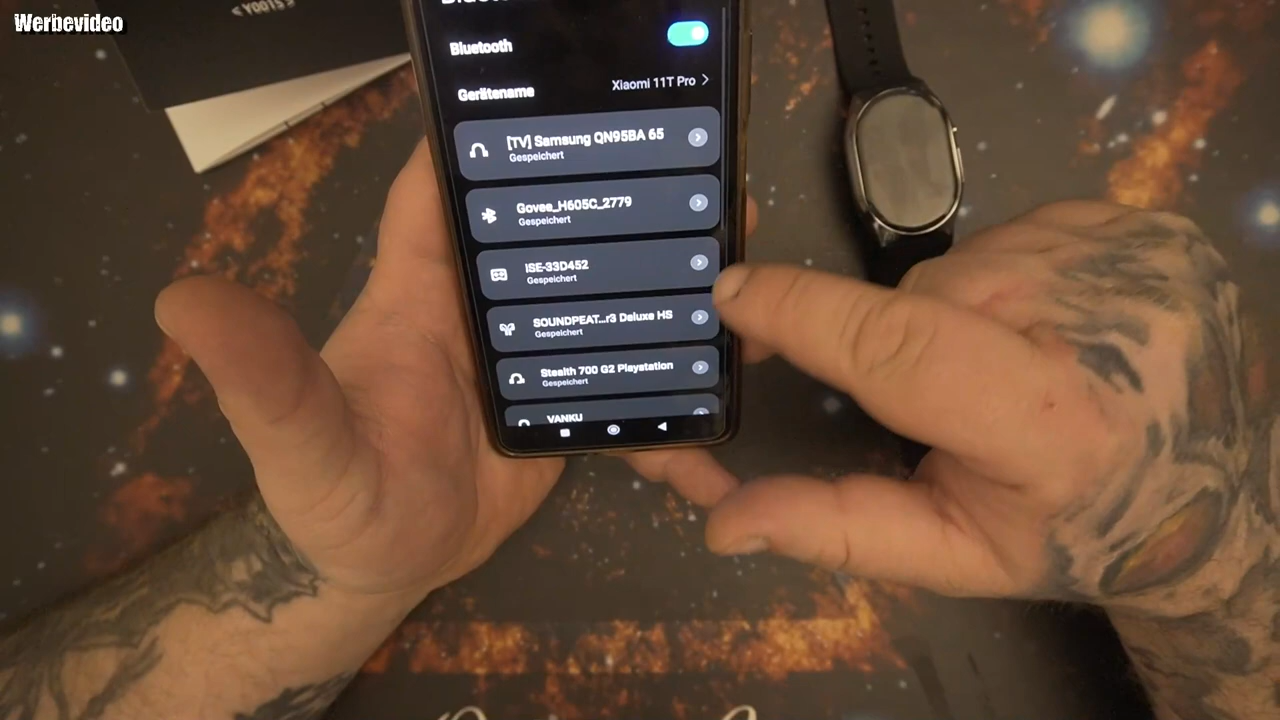 Werbevideo
< Y001S >
Bluetooth
Gerätename
Xiaomi 11T Pro
[TV] Samsung QN95BA 65
Gespeichert
Govee_H605C_2779
Gespeichert
ISE-33D452
Gespeichert
SOUNDPEAT...r3 Deluxe HS
Gespeichert
Stealth 700 G2 Playstation
Gespeichert
VANKU